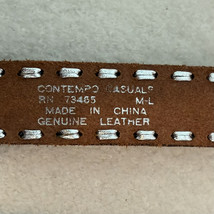 CONTEMPO CASUALS
RN 73465 M-L
MADE IN CHINA
GENUINE LEATHER